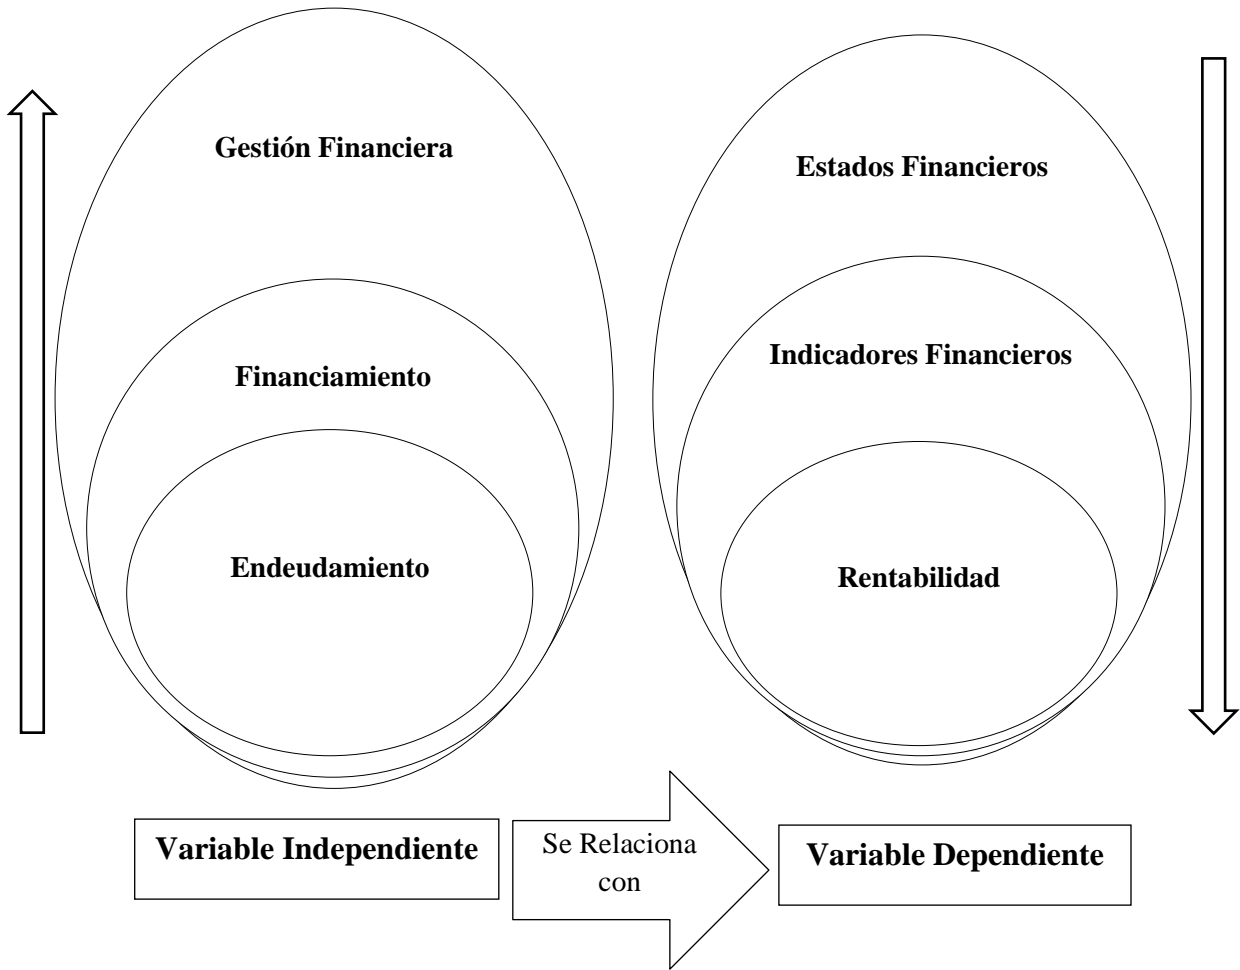 Gestión Financiera
Financiamiento
Endeudamiento
Estados Financieros
Indicadores Financieros
Rentabilidad
Variable Independiente
Se Relaciona
con
Variable Dependiente